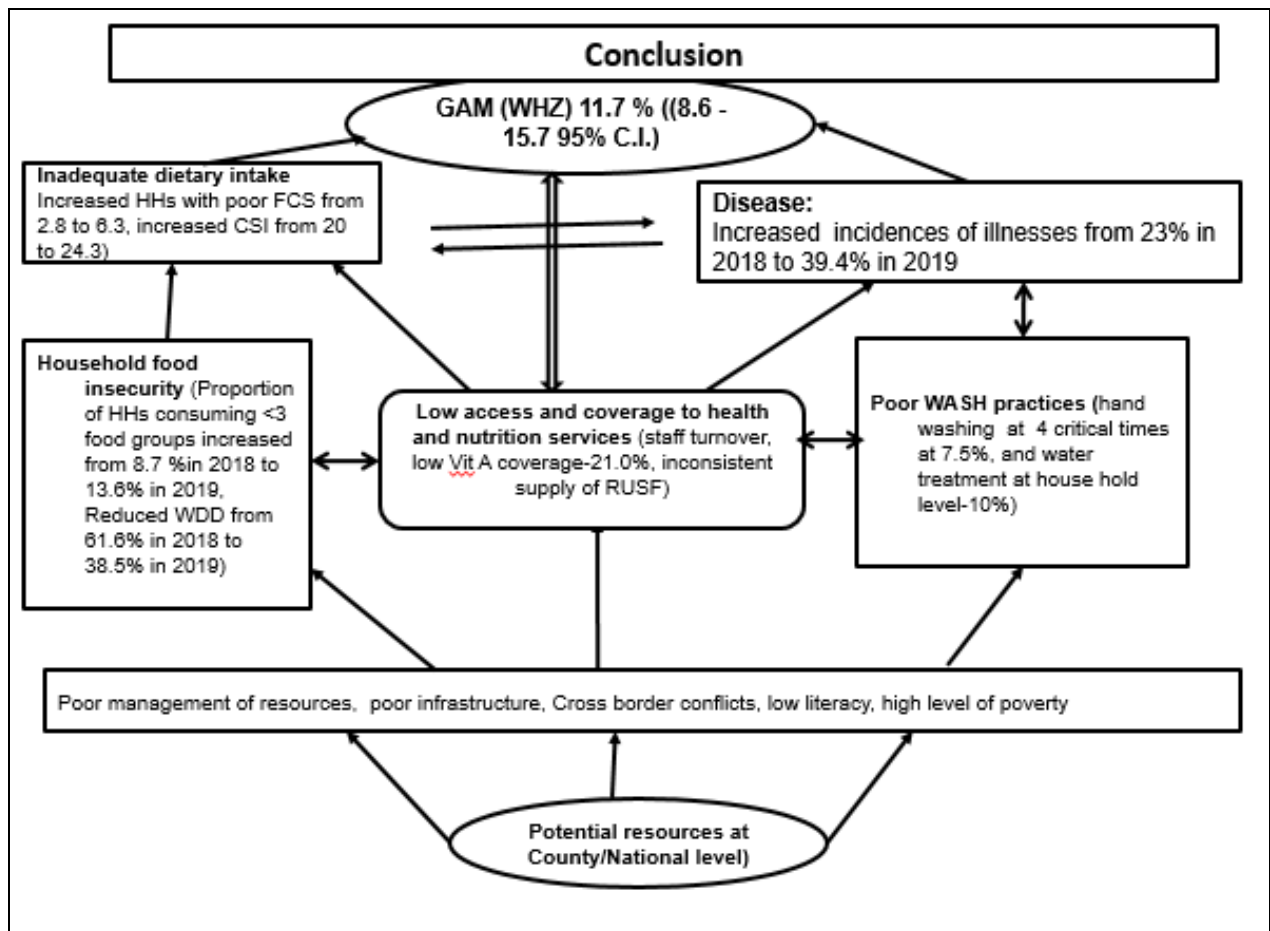 Conclusion
GAM (WHZ) 11.7 % ((8.6 -
15.7 95% C.I.)
Inadequate dietary intake
Increased HHs with poor FCS from
2.8 to 6.3, increased CSI from 20
to 24.3)
Disease:
Increased incidences of illnesses from 23% in
2018 to 39.4% in 2019
Household food
insecurity (Proportion
of HHs consuming <3
food groups increased
from 8.7 %in 2018 to
13.6% in 2019,
Reduced WDD from
61.6% in 2018 to
38.5% in 2019)
Low access and coverage to health
and nutrition services (staff turnover,
low Vit A coverage-21.0%, inconsistent
supply of RUSF)
Poor WASH practices (hand
washing at 4 critical times
at 7.5%, and water
treatment at house hold
level-10%)
Poor management of resources, poor infrastructure, Cross border conflicts, low literacy, high level of poverty
Potential resources at
County/National level)